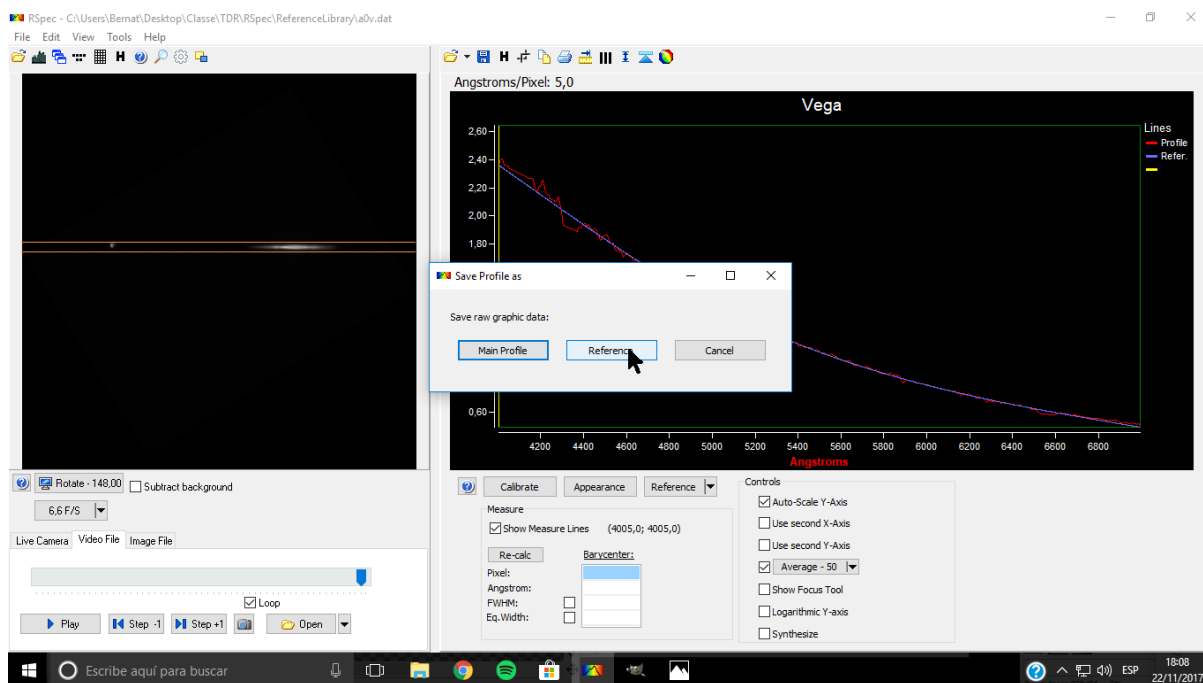 RSpec - C:\Users\Bernat\Desktop\Classe\TDR\RSpec\ReferenceLibrary\a0v.dat
File Edit View Tools Help
H
H
Angstroms/Pixel: 5,0
Vega
Lines
Profile
Refer.
2,60
2,40
2,20
2,00
1,80
0,60
4200 4400 4600 4800 5000 5200 5400 5600 5800 6000 6200 6400 6600 6800
Angstroms
Save Profile as
Save raw graphic data:
Main Profile
Reference
Cancel
Rotate - 148,00
Subtract background
6,6 F/S
Live Camera Video File Image File
Loop
Play
Step -1
Step +1
Open
Calibrate
Appearance
Reference
Measure
Show Measure Lines (4005,0; 4005,0)
Re-calc
Barycenter:
Pixel:
Angstrom:
FWHM:
Eq.Width:
Controls
Auto-Scale Y-Axis
Use second X-Axis
Use second Y-Axis
Average - 50
Show Focus Tool
Logarithmic Y-axis
Synthesize
Escribe aquí para buscar
ESP
18:08